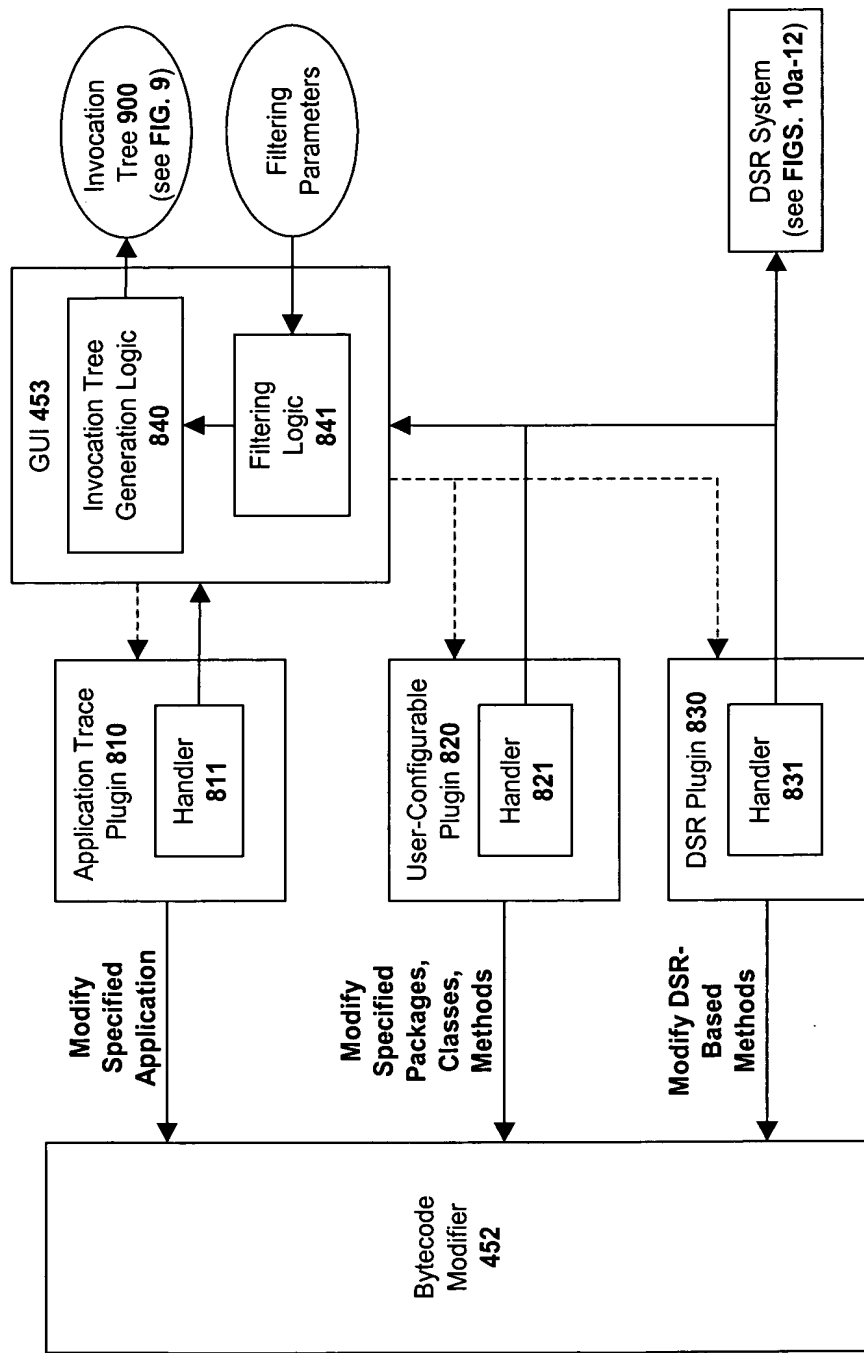 Bytecode
Modifier
452
Modify
Specified
Application
Modify
Specified
Packages,
Classes,
Methods
Modify DSR-
Based
Methods
Application Trace
Plugin 810
Handler
811
User-Configurable
Plugin 820
Handler
821
DSR Plugin 830
Handler
831
GUI 453
Invocation Tree
Generation Logic
840
Filtering
Logic
841
Invocation
Tree 900
(see FIG. 9)
Filtering
Parameters
DSR System
(see FIGS. 10a-12)